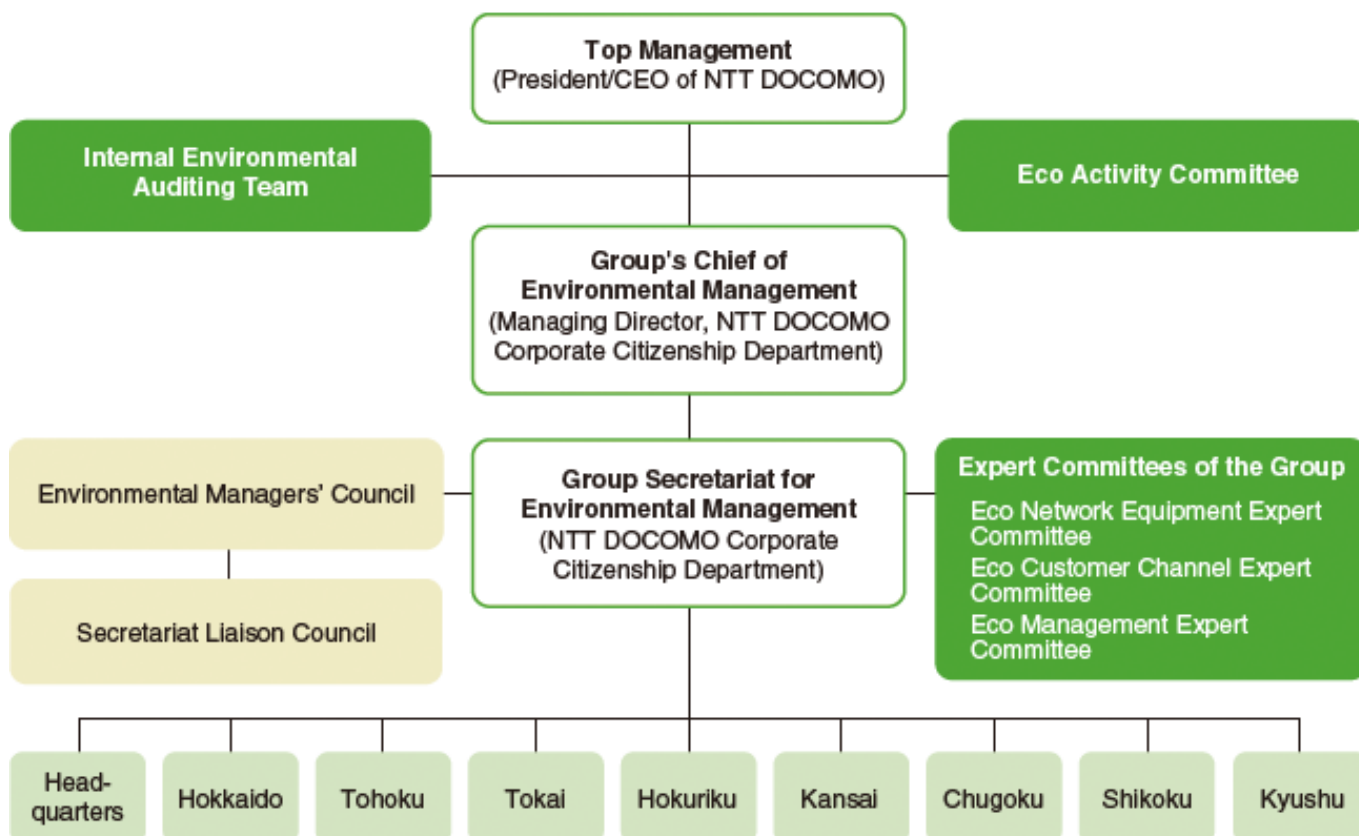 Top Management
(President/CEO of NTT DOCOMO)
Internal Environmental
Auditing Team
Eco Activity Committee
Group's Chief of
Environmental Management
(Managing Director, NTT DOCOMO
Corporate Citizenship Department)
Environmental Managers' Council
Group Secretariat for
Environmental Management
(NTT DOCOMO Corporate
Citizenship Department)
Expert Committees of the Group
Eco Network Equipment Expert
Committee
Eco Customer Channel Expert
Committee
Eco Management Expert
Committee
Secretariat Liaison Council
Head-
quarters
Hokkaido
Tohoku
Tokai
Hokuriku
Kansai
Chugoku
Shikoku
Kyushu